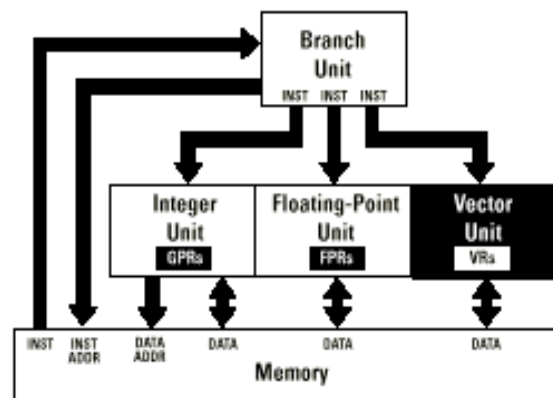 Branch
Unit
INST INST INST
Integer
Unit
GPRs
Floating-Point
Unit
FPRs
Vector
Unit
VRs
INST
INST
ADDR
DATA
ADDR
DATA
DATA
DATA
Memory